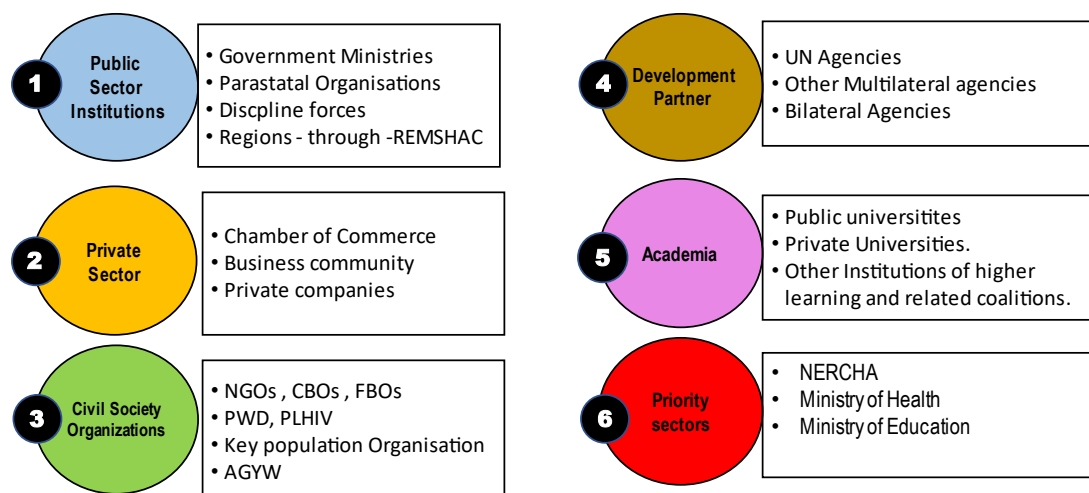 1
Public
Sector
Institutions
• Government Ministries
• Parastatal Organisations
• Discpline forces
• Regions - through -REMSHAC
2
Private
Sector
• Chamber of Commerce
• Business community
• Private companies
3
Civil Society
Organizations
• NGOs , CBOs , FBOs
• PWD, PLHIV
• Key population Organisation
• AGYW
4
Development
Partner
• UN Agencies
• Other Multilateral agencies
• Bilateral Agencies
5
Academia
• Public universitites
• Private Universities.
• Other Institutions of higher
learning and related coalitions.
6
Priority
sectors
• NERCHA
• Ministry of Health
• Ministry of Education